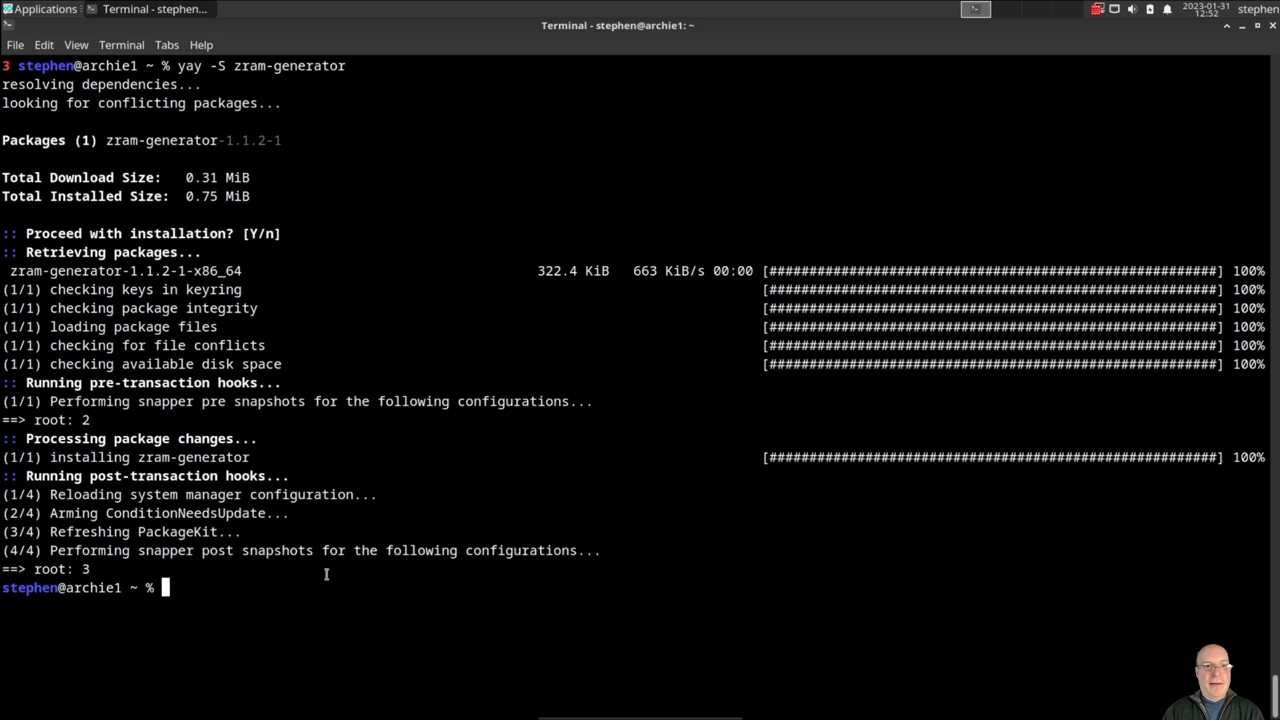 Applications
Terminal - stephen...
2023-01-31
12:52
stephen
Terminal - stephen@archie1: ~
File Edit View Terminal Tabs Help
3 stephen@archie1 ~ % yay -S zram-generator
resolving dependencies...
looking for conflicting packages...
Packages (1) zram-generator-1.1.2-1
Total Download Size: 0.31 MiB
Total Installed Size: 0.75 MiB
:: Proceed with installation? [Y/n]
:: Retrieving packages...
zram-generator-1.1.2-1-x86_64 322.4 KiB 663 KiB/s 00:00 [########################################################] 100%
(1/1) checking keys in keyring [########################################################] 100%
(1/1) checking package integrity [########################################################] 100%
(1/1) loading package files [########################################################] 100%
(1/1) checking for file conflicts [########################################################] 100%
(1/1) checking available disk space [########################################################] 100%
:: Running pre-transaction hooks...
(1/1) Performing snapper pre snapshots for the following configurations...
==> root: 2
:: Processing package changes...
(1/1) installing zram-generator [########################################################] 100%
:: Running post-transaction hooks...
(1/4) Reloading system manager configuration...
(2/4) Arming ConditionNeedsUpdate...
(3/4) Refreshing PackageKit...
(4/4) Performing snapper post snapshots for the following configurations...
==> root: 3
stephen@archie1 ~ %